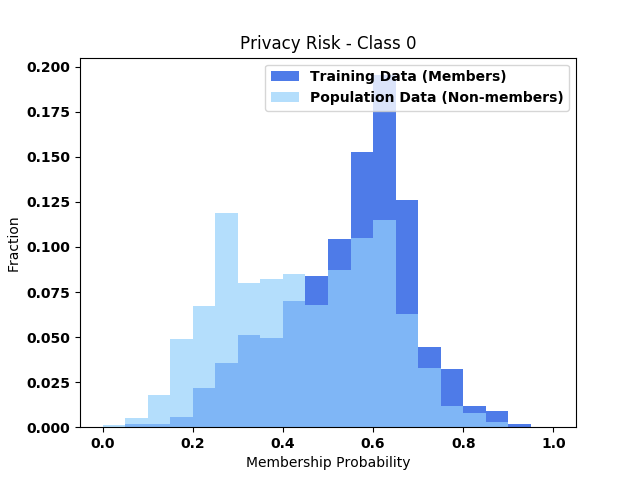 Privacy Risk - Class 0
Training Data (Members)
Population Data (Non-members)
0.200
0.175
0.150
0.125
0.100
0.075
0.050
0.025
0.000
Fraction
0.0 0.2 0.4 0.6 0.8 1.0
Membership Probability